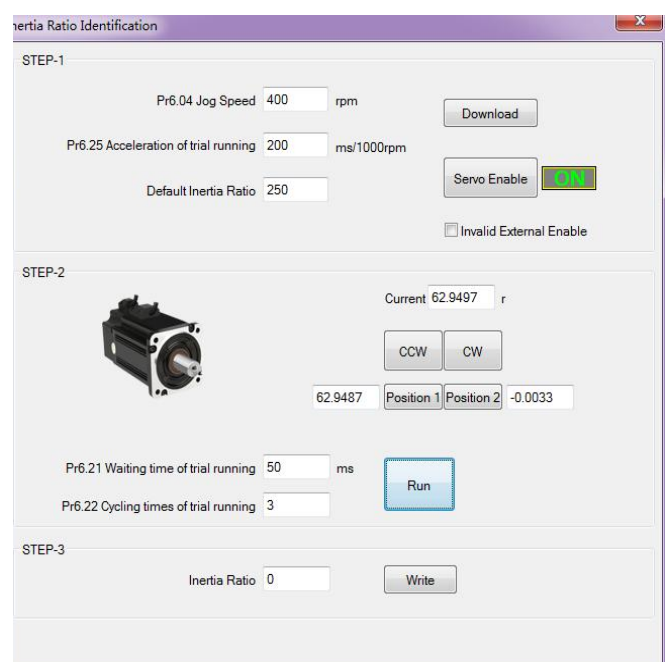 nertia Ratio Identification
x
STEP-1
Pr6.04 Jog Speed 400 rpm
Download
Pr6.25 Acceleration of trial running 200 ms/1000rpm
Servo Enable ON
Default Inertia Ratio 250
Invalid External Enable
STEP-2
Current 62.9497 r
CCW CW
62.9487 Position 1 Position 2 -0.0033
Pr6.21 Waiting time of trial running 50 ms
Run
Pr6.22 Cycling times of trial running 3
STEP-3
Inertia Ratio 0 Write